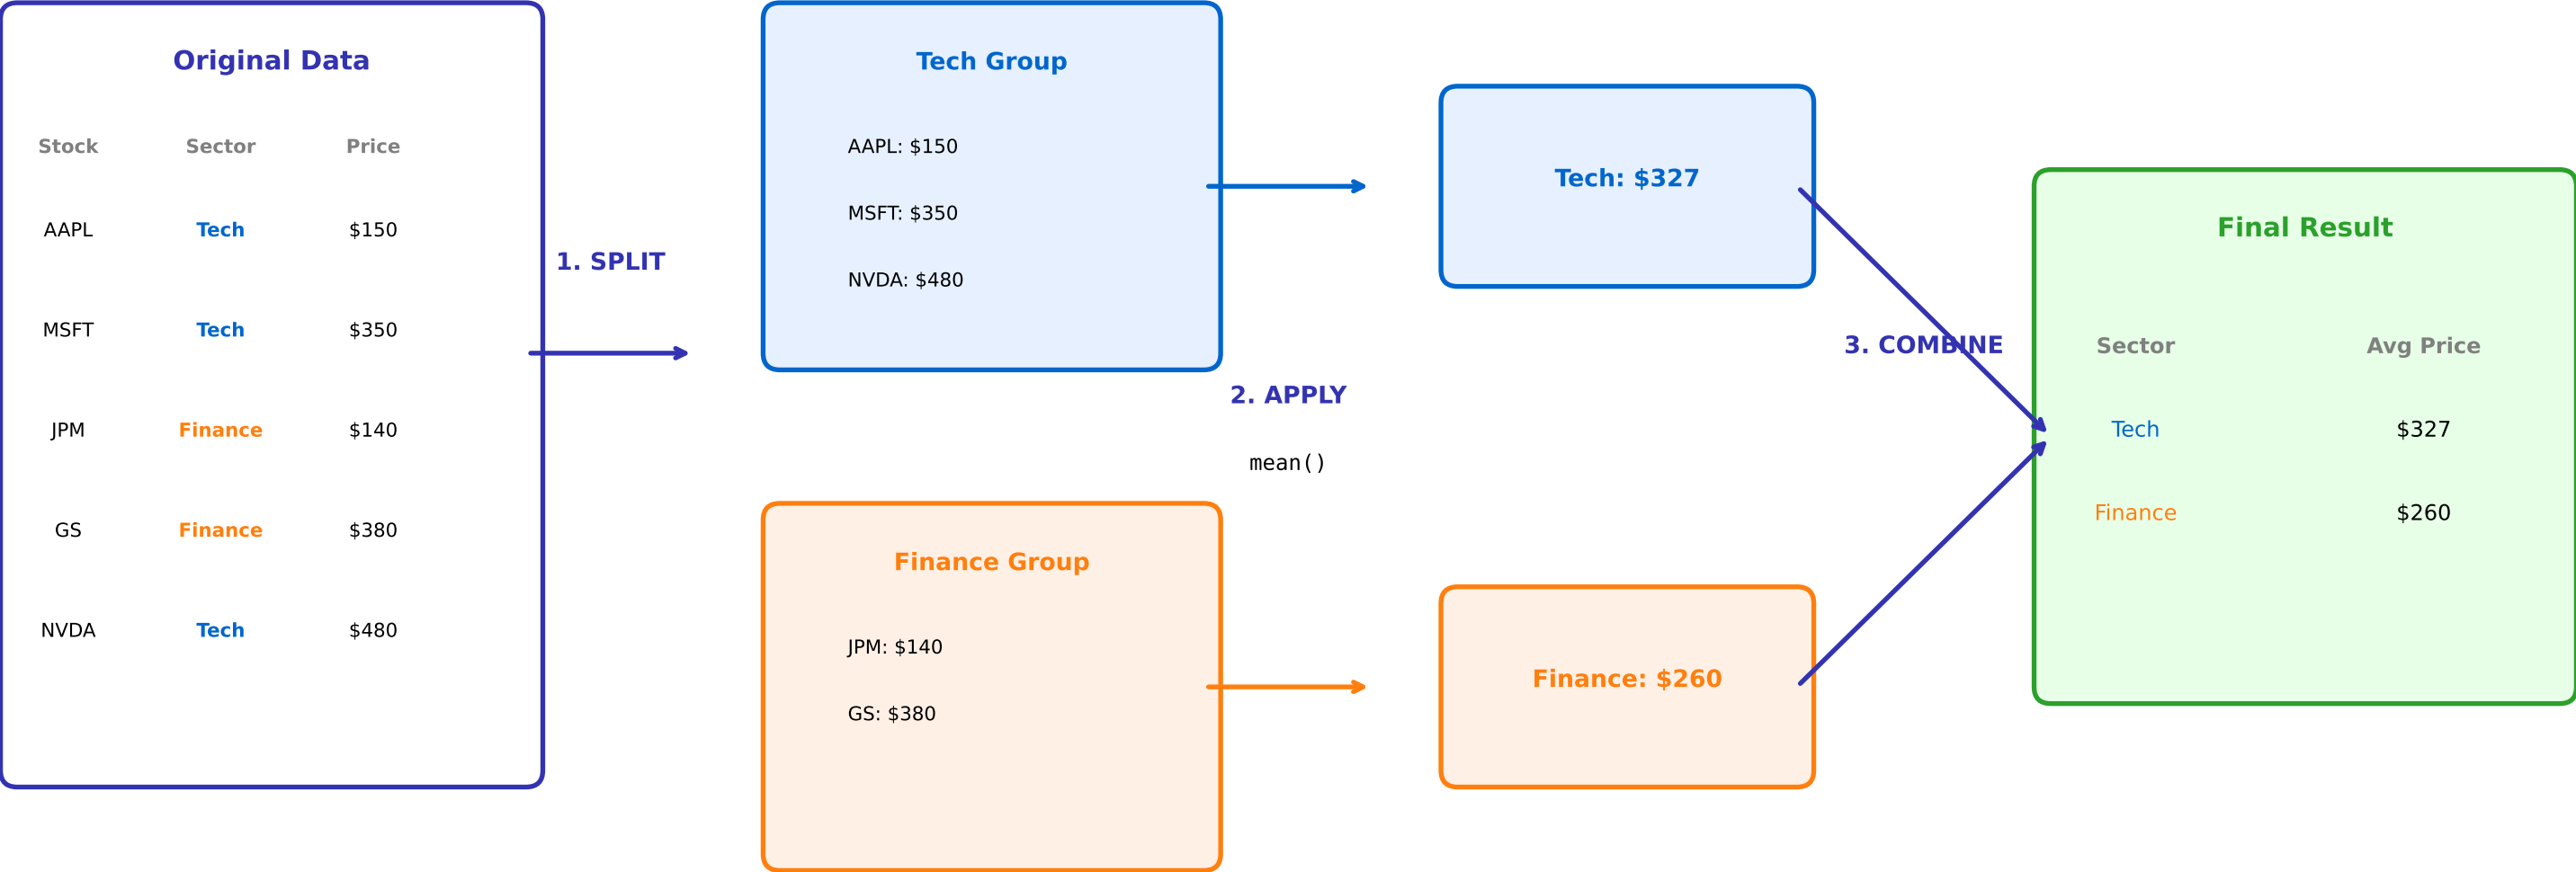 Original Data
Stock Sector Price
AAPL Tech $150
MSFT Tech $350
JPM Finance $140
GS Finance $380
NVDA Tech $480
1. SPLIT
Tech Group
AAPL: $150
MSFT: $350
NVDA: $480
Finance Group
JPM: $140
GS: $380
2. APPLY
mean()
Tech: $327
Finance: $260
3. COMBINE
Final Result
Sector Avg Price
Tech $327
Finance $260